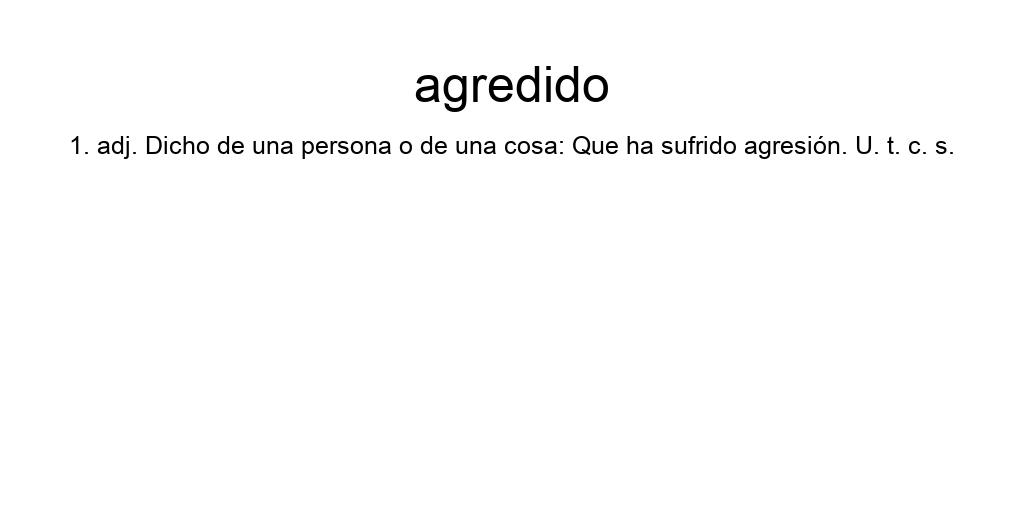 agredido
1. adj. Dicho de una persona o de una cosa: Que ha sufrido agresión. U. t. c. s.